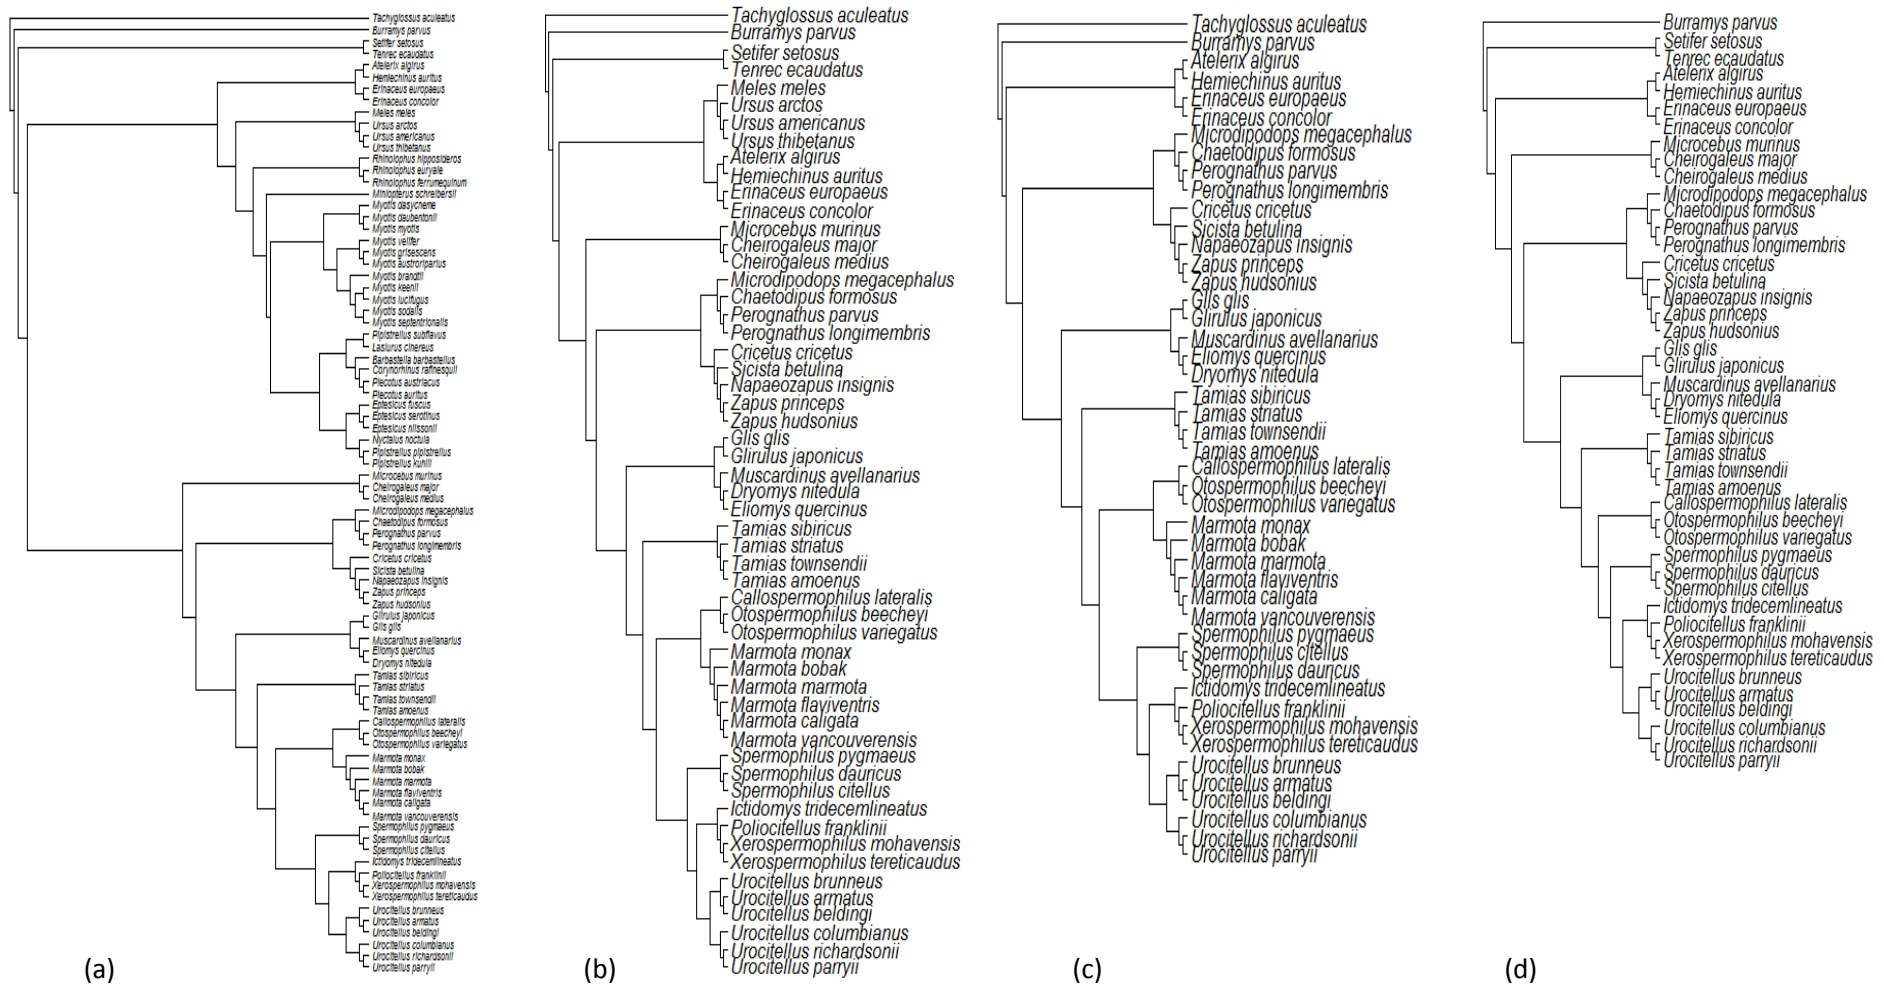 Tachyglossus aculeatus
Burramys parvus
Setifer setosus
Tenrec ecaudatus
Atelerix algirus
Hemiechinus auritus
Erinaceus europaeus
Erinaceus concolor
Meles meles
Ursus arctos
Ursus americanus
Ursus thibetanus
Rhinolophus hipposideros
Rhinolophus euryale
Rhinolophus ferrumequinum
Miniopterus schreibersii
Myotis dasycneme
Myotis daubentonii
Myotis myotis
Myotis velifer
Myotis grisescens
Myotis austroriparius
Myotis brandtii
Myotis keenii
Myotis lucifugus
Myotis sodalis
Myotis septentrionalis
Pipistrellus subflavus
Lasiurus cinereus
Barbastella barbastellus
Corynorhinus rafinesquii
Plecotus austriacus
Plecotus auritus
Eptesicus fuscus
Eptesicus serotinus
Eptesicus nilssonii
Nyctalus noctula
Pipistrellus pipistrellus
Pipistrellus kuhlii
Microcebus murinus
Cheirogaleus major
Cheirogaleus medius
Microdipodops megacephalus
Chaetodipus formosus
Perognathus parvus
Perognathus longimembris
Cricetus cricetus
Sicista betulina
Napaeozapus insignis
Zapus princeps
Zapus hudsonius
Glirulus japonicus
Glis glis
Muscardinus avellanarius
Eliomys quercinus
Dryomys nitedula
Tamias sibiricus
Tamias striatus
Tamias townsendii
Tamias amoenus
Callospermophilus lateralis
Otospermophilus beecheyi
Otospermophilus variegatus
Marmota monax
Marmota bobak
Marmota marmota
Marmota flaviventris
Marmota caligata
Marmota vancouverensis
Spermophilus pygmaeus
Spermophilus dauricus
Spermophilus citellus
Ictidomys tridecemlineatus
Poliocitellus franklinii
Xerospermophilus mohavensis
Xerospermophilus tereticaudus
Urocitellus brunneus
Urocitellus armatus
Urocitellus beldingi
Urocitellus columbianus
Urocitellus richardsonii
Urocitellus parryii
(a)
Tachyglossus aculeatus
Burramys parvus
Setifer setosus
Tenrec ecaudatus
Meles meles
Ursus arctos
Ursus americanus
Ursus thibetanus
Atelerix algirus
Hemiechinus auritus
Erinaceus europaeus
Erinaceus concolor
Microcebus murinus
Cheirogaleus major
Cheirogaleus medius
Microdipodops megacephalus
Chaetodipus formosus
Perognathus parvus
Perognathus longimembris
Cricetus cricetus
Sicista betulina
Napaeozapus insignis
Zapus princeps
Zapus hudsonius
Glis glis
Glirulus japonicus
Muscardinus avellanarius
Dryomys nitedula
Eliomys quercinus
Tamias sibiricus
Tamias striatus
Tamias townsendii
Tamias amoenus
Callospermophilus lateralis
Otospermophilus beecheyi
Otospermophilus variegatus
Marmota monax
Marmota bobak
Marmota marmota
Marmota flaviventris
Marmota caligata
Marmota vancouverensis
Spermophilus pygmaeus
Spermophilus dauricus
Spermophilus citellus
Ictidomys tridecemlineatus
Poliocitellus franklinii
Xerospermophilus mohavensis
Xerospermophilus tereticaudus
Urocitellus brunneus
Urocitellus armatus
Urocitellus beldingi
Urocitellus columbianus
Urocitellus richardsonii
Urocitellus parryii
(b)
Tachyglossus aculeatus
Burramys parvus
Atelerix algirus
Hemiechinus auritus
Erinaceus europaeus
Erinaceus concolor
Microdipodops megacephalus
Chaetodipus formosus
Perognathus parvus
Perognathus longimembris
Cricetus cricetus
Sicista betulina
Napaeozapus insignis
Zapus princeps
Zapus hudsonius
Glis glis
Glirulus japonicus
Muscardinus avellanarius
Eliomys quercinus
Dryomys nitedula
Tamias sibiricus
Tamias striatus
Tamias townsendii
Tamias amoenus
Callospermophilus lateralis
Otospermophilus beecheyi
Otospermophilus variegatus
Marmota monax
Marmota bobak
Marmota marmota
Marmota flaviventris
Marmota caligata
Marmota vancouverensis
Spermophilus pygmaeus
Spermophilus citellus
Spermophilus dauricus
Ictidomys tridecemlineatus
Poliocitellus franklinii
Xerospermophilus mohavensis
Xerospermophilus tereticaudus
Urocitellus brunneus
Urocitellus armatus
Urocitellus beldingi
Urocitellus columbianus
Urocitellus richardsonii
Urocitellus parryii
(c)
Burramys parvus
Setifer setosus
Tenrec ecaudatus
Atelerix algirus
Hemiechinus auritus
Erinaceus europaeus
Erinaceus concolor
Microcebus murinus
Cheirogaleus major
Cheirogaleus medius
Microdipodops megacephalus
Chaetodipus formosus
Perognathus parvus
Perognathus longimembris
Cricetus cricetus
Sicista betulina
Napaeozapus insignis
Zapus princeps
Zapus hudsonius
Glis glis
Glirulus japonicus
Muscardinus avellanarius
Dryomys nitedula
Eliomys quercinus
Tamias sibiricus
Tamias striatus
Tamias townsendii
Tamias amoenus
Callospermophilus lateralis
Otospermophilus beecheyi
Otospermophilus variegatus
Spermophilus pygmaeus
Spermophilus dauricus
Spermophilus citellus
Ictidomys tridecemlineatus
Poliocitellus franklinii
Xerospermophilus mohavensis
Xerospermophilus tereticaudus
Urocitellus brunneus
Urocitellus armatus
Urocitellus beldingi
Urocitellus columbianus
Urocitellus richardsonii
Urocitellus parryii
(d)